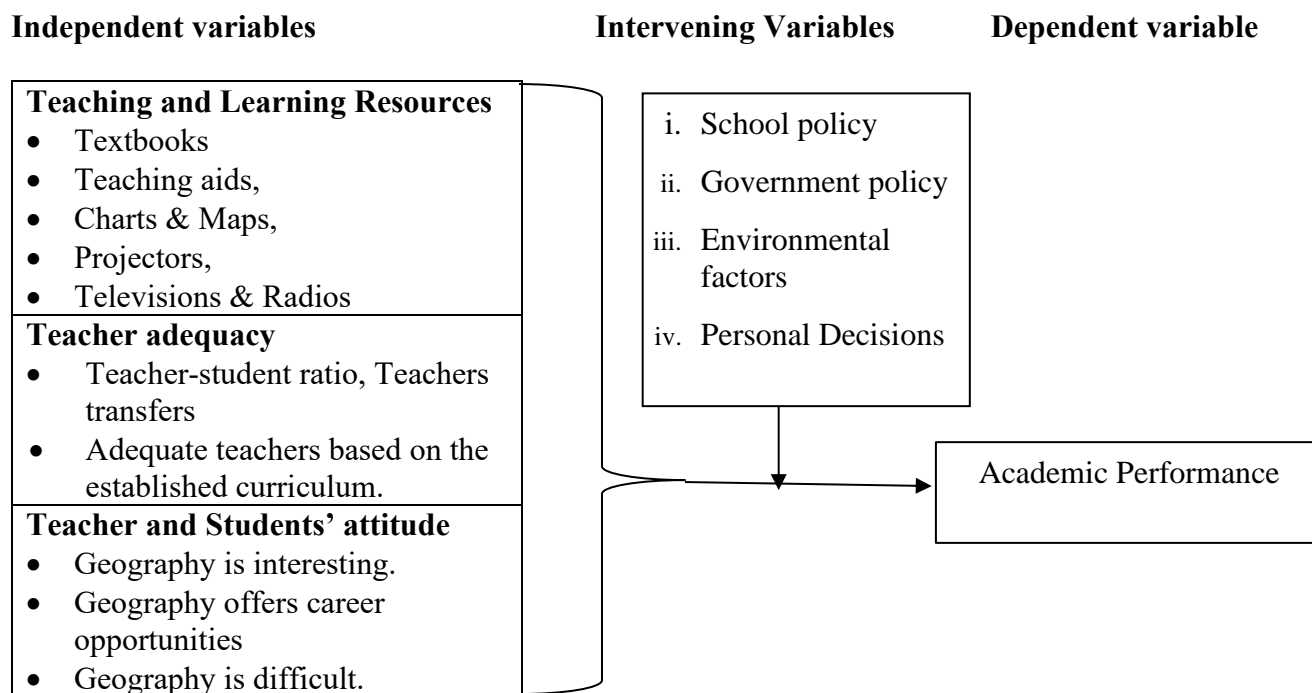 Independent variables Intervening Variables Dependent variable
Teaching and Learning Resources
• Textbooks
• Teaching aids,
• Charts & Maps,
• Projectors,
• Televisions & Radios
Teacher adequacy
• Teacher-student ratio, Teachers
transfers
• Adequate teachers based on the
established curriculum.
Teacher and Students’ attitude
• Geography is interesting.
• Geography offers career
opportunities
• Geography is difficult.
i. School policy
ii. Government policy
iii. Environmental
factors
iv. Personal Decisions
Academic Performance